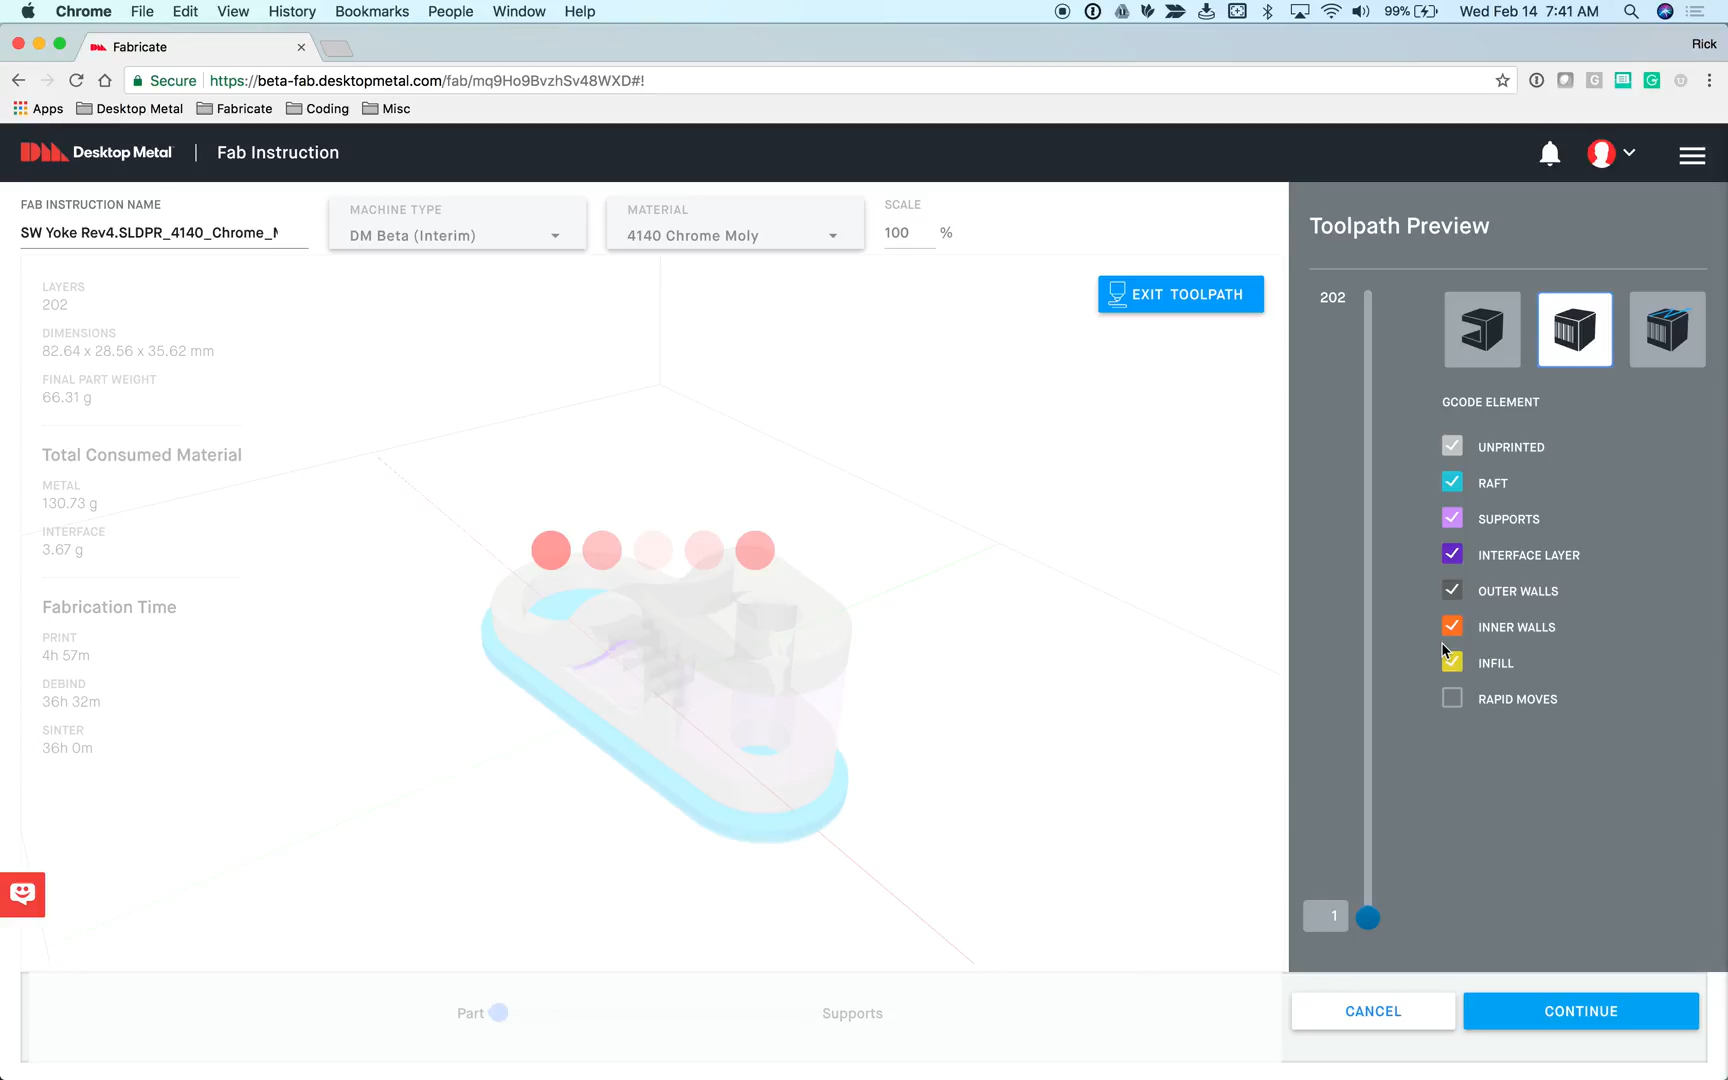 Chrome File Edit View History Bookmarks People Window Help 99% Wed Feb 14 7:41 AM
Fabricate Rick
Secure https://beta-fab.desktopmetal.com/fab/mq9Ho9BvzhSv48WXD#!
Apps Desktop Metal Fabricate Coding Misc
Desktop Metal | Fab Instruction
FAB INSTRUCTION NAME
SW Yoke Rev4.SLDPR_4140_Chrome_M
MACHINE TYPE
DM Beta (Interim)
MATERIAL
4140 Chrome Moly
SCALE
100 %
LAYERS
202
DIMENSIONS
82.64 x 28.56 x 35.62 mm
FINAL PART WEIGHT
66.31 g
Total Consumed Material
METAL
130.73 g
INTERFACE
3.67 g
Fabrication Time
PRINT
4h 57m
DEBIND
36h 32m
SINTER
36h 0m
EXIT TOOLPATH
Toolpath Preview
202
GCODE ELEMENT
UNPRINTED
RAFT
SUPPORTS
INTERFACE LAYER
OUTER WALLS
INNER WALLS
INFILL
RAPID MOVES
1
Part Supports
CANCEL CONTINUE